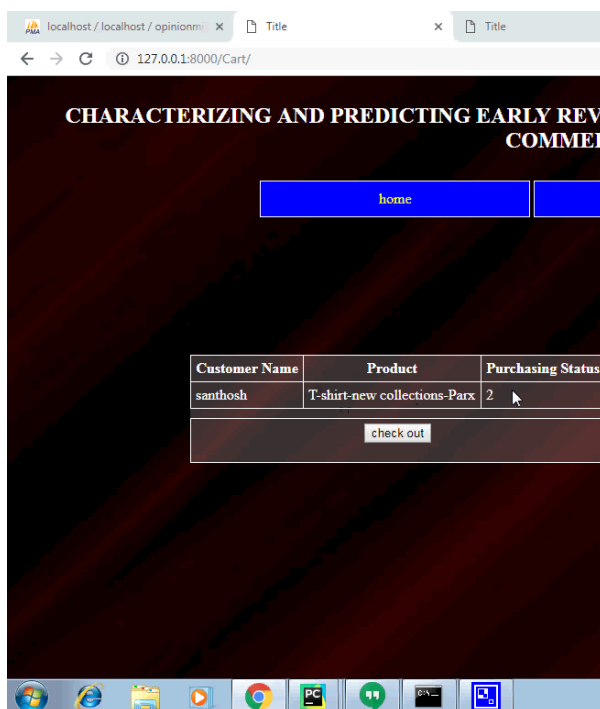 localhost / localhost / opinionmi
Title
Title
127.0.0.1:8000/Cart/
CHARACTERIZING AND PREDICTING EARLY REV
COMME
home
Customer Name Product Purchasing Status
santhosh T-shirt-new collections-Parx 2
check out
PC
C:\_